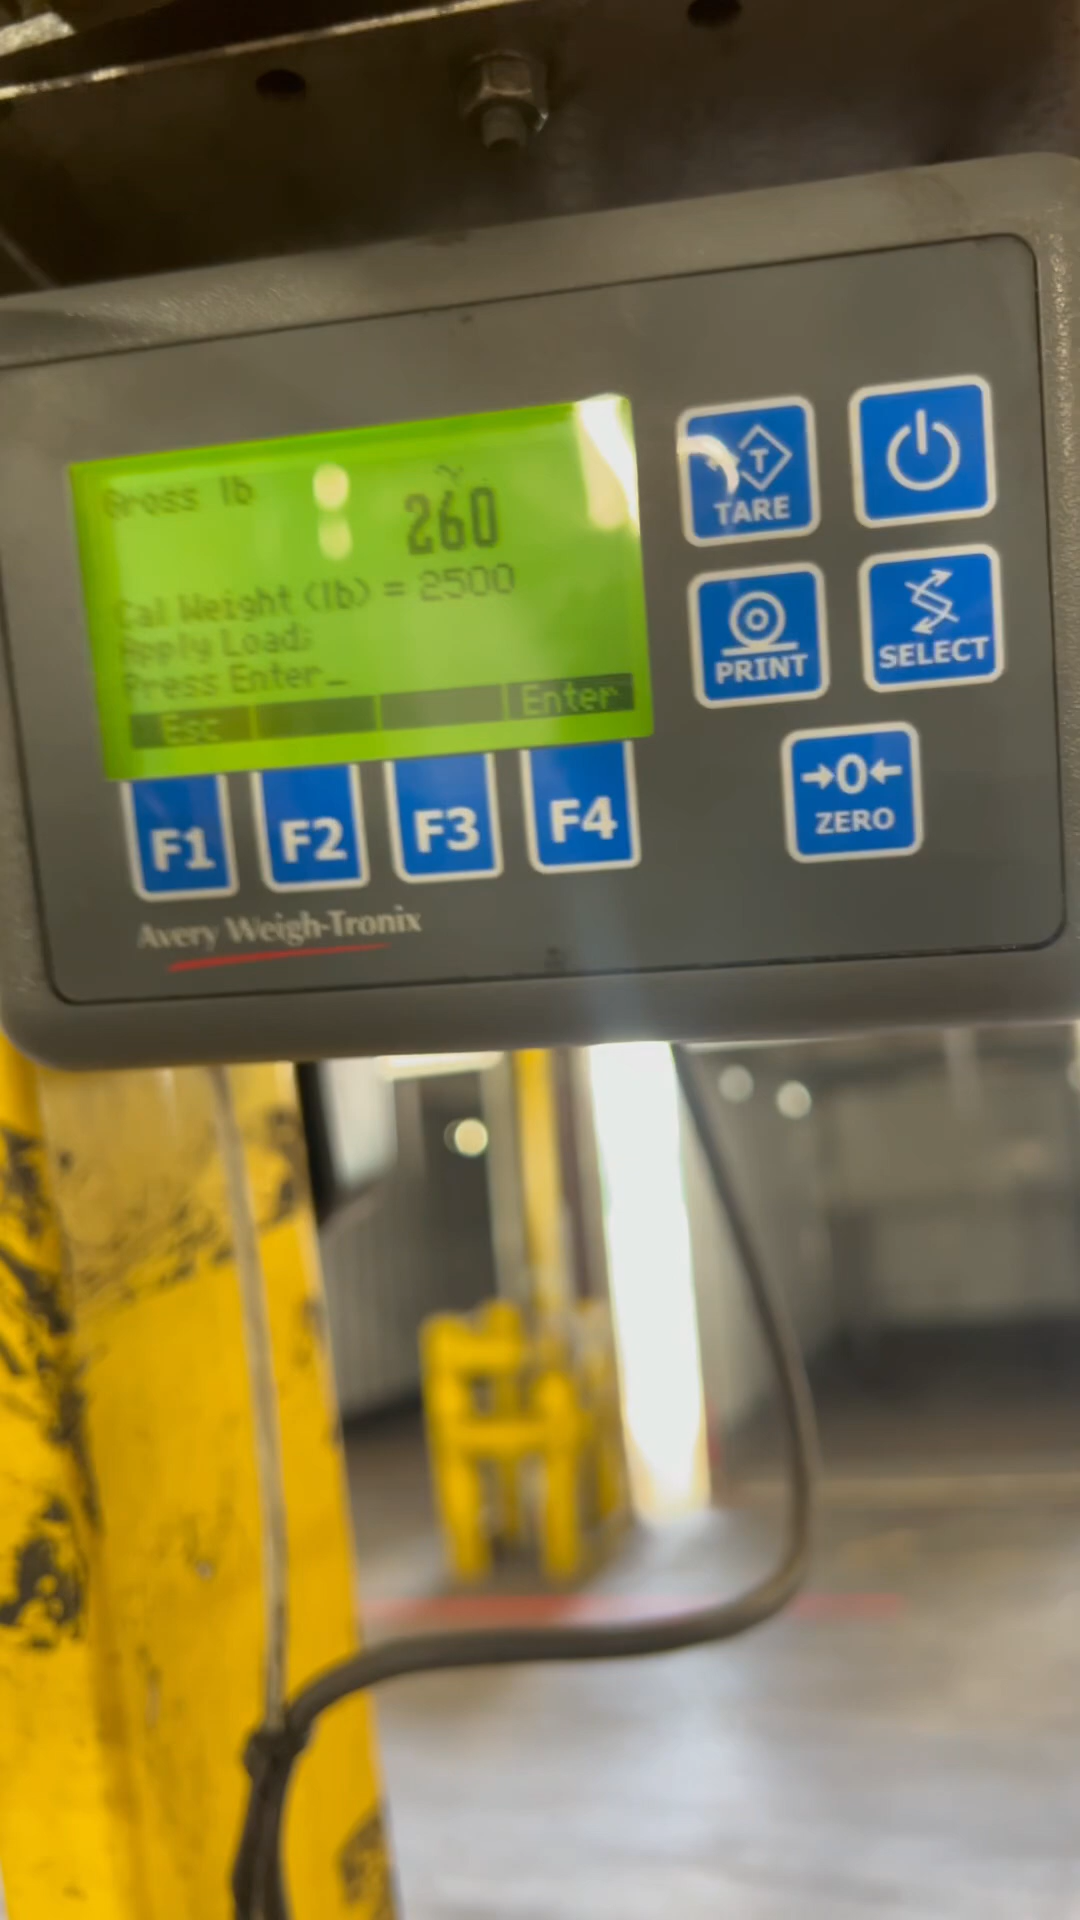 Gross lb
~
260
Cal Weight (lb) = 2500
Apply Load;
Press Enter_
Esc Enter
F1 F2 F3 F4
T
TARE
PRINT
SELECT
→0←
ZERO
Avery Weigh-Tronix